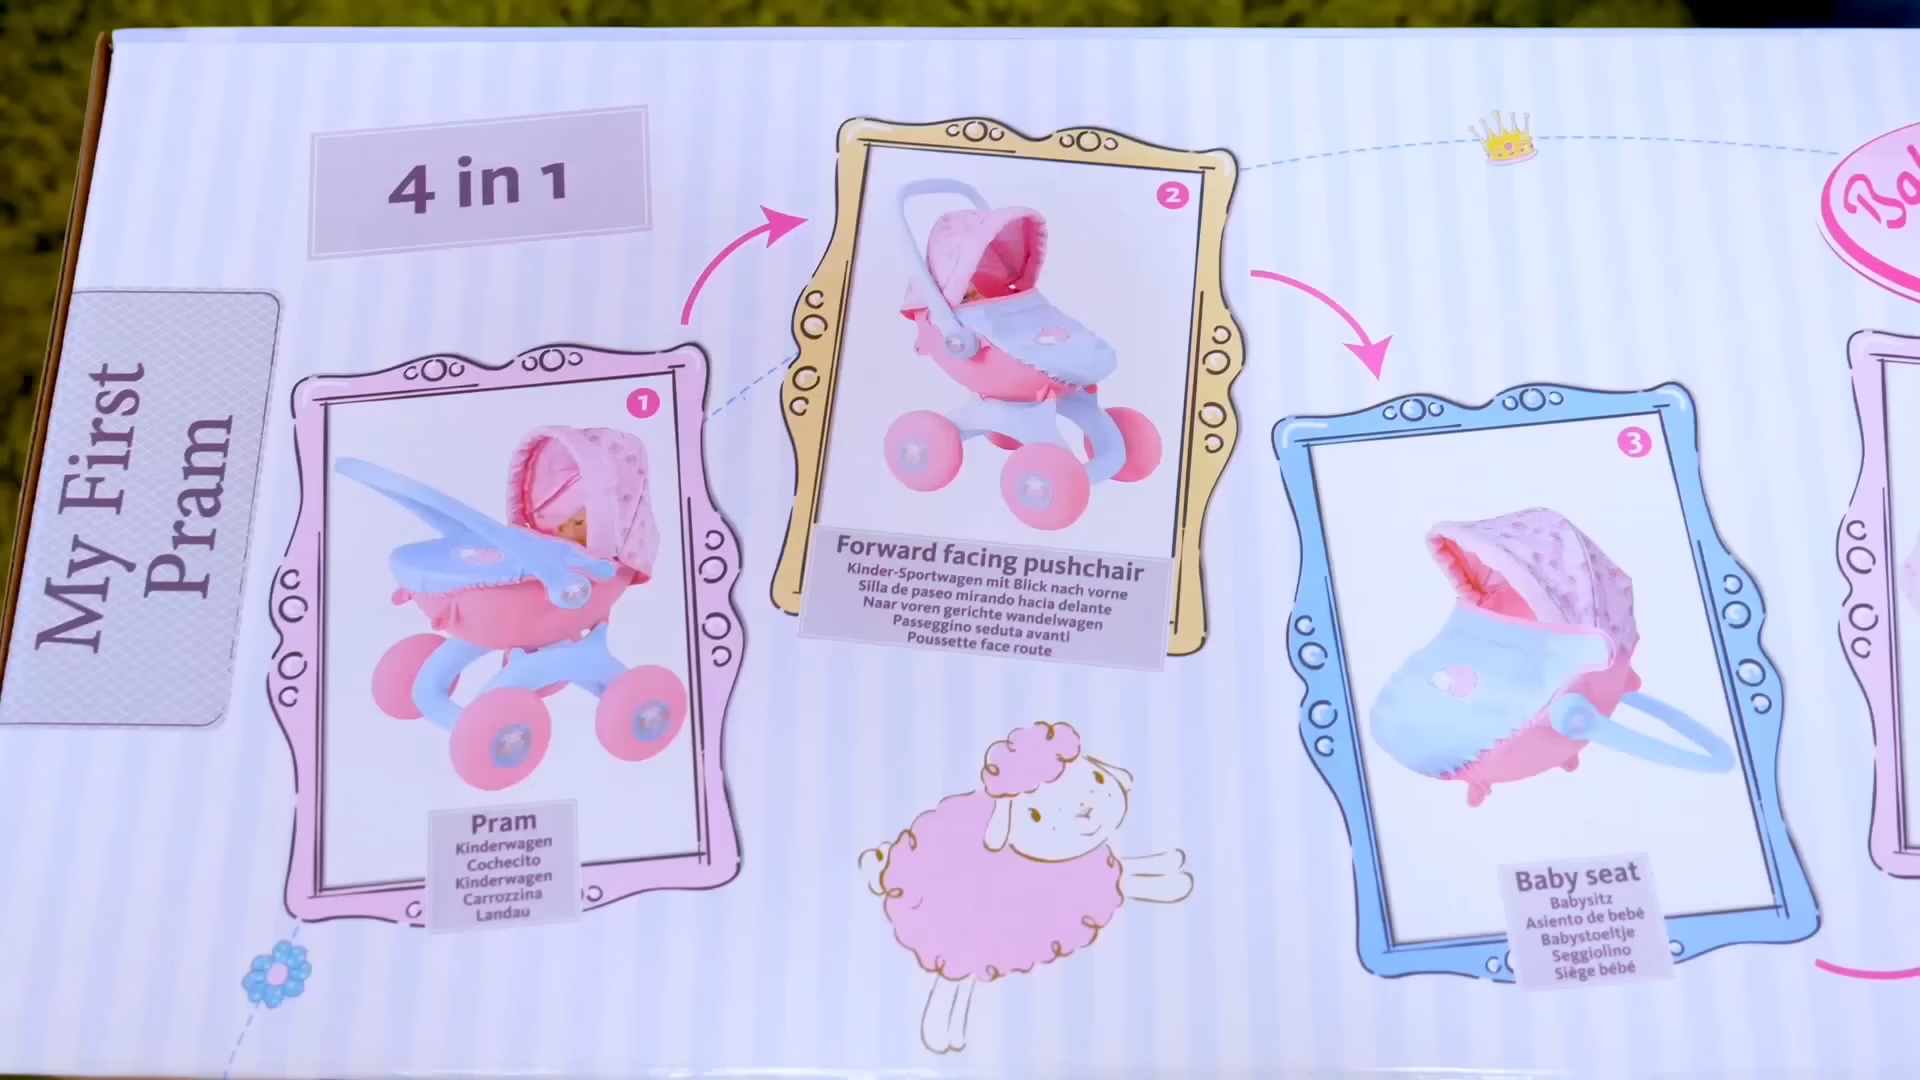 4 in 1
My First
Pram
1
Pram
Kinderwagen
Cochecito
Kinderwagen
Carrozzina
Landau
2
Forward facing pushchair
Kinder-Sportwagen mit Blick nach vorne
Silla de paseo mirando hacia delante
Naar voren gerichte wandelwagen
Passeggino seduta avanti
Poussette face route
3
Baby seat
Babysitz
Asiento de bebé
Babystoeltje
Seggiolino
Siège bébé